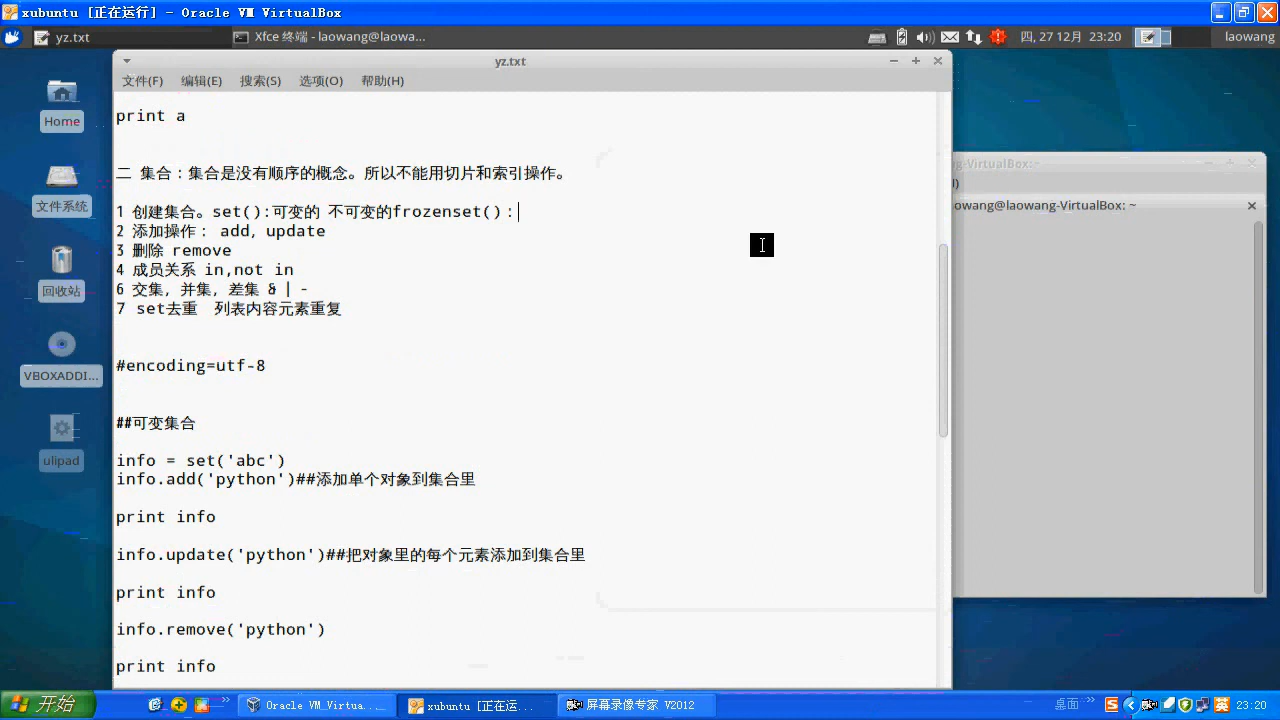 xubuntu [正在运行] - Oracle VM VirtualBox
yz.txt
Xfce 终端 - laowang@laowa...
四, 27 12月 23:20
laowang
yz.txt
文件(F) 编辑(E) 搜索(S) 选项(O) 帮助(H)
Home
文件系统
回收站
VBOXADDI...
ulipad
print a
二 集合：集合是没有顺序的概念。所以不能用切片和索引操作。
1 创建集合。set():可变的 不可变的frozenset()：
2 添加操作： add, update
3 删除 remove
4 成员关系 in,not in
6 交集, 并集, 差集 & | -
7 set去重 列表内容元素重复
#encoding=utf-8
##可变集合
info = set('abc')
info.add('python')##添加单个对象到集合里
print info
info.update('python')##把对象里的每个元素添加到集合里
print info
info.remove('python')
print info
ng-VirtualBox: ~
owang@laowang-VirtualBox: ~
开始
Oracle VM Virtua...
xubuntu [正在运...
屏幕录像专家 V2012
桌面
英
23:20